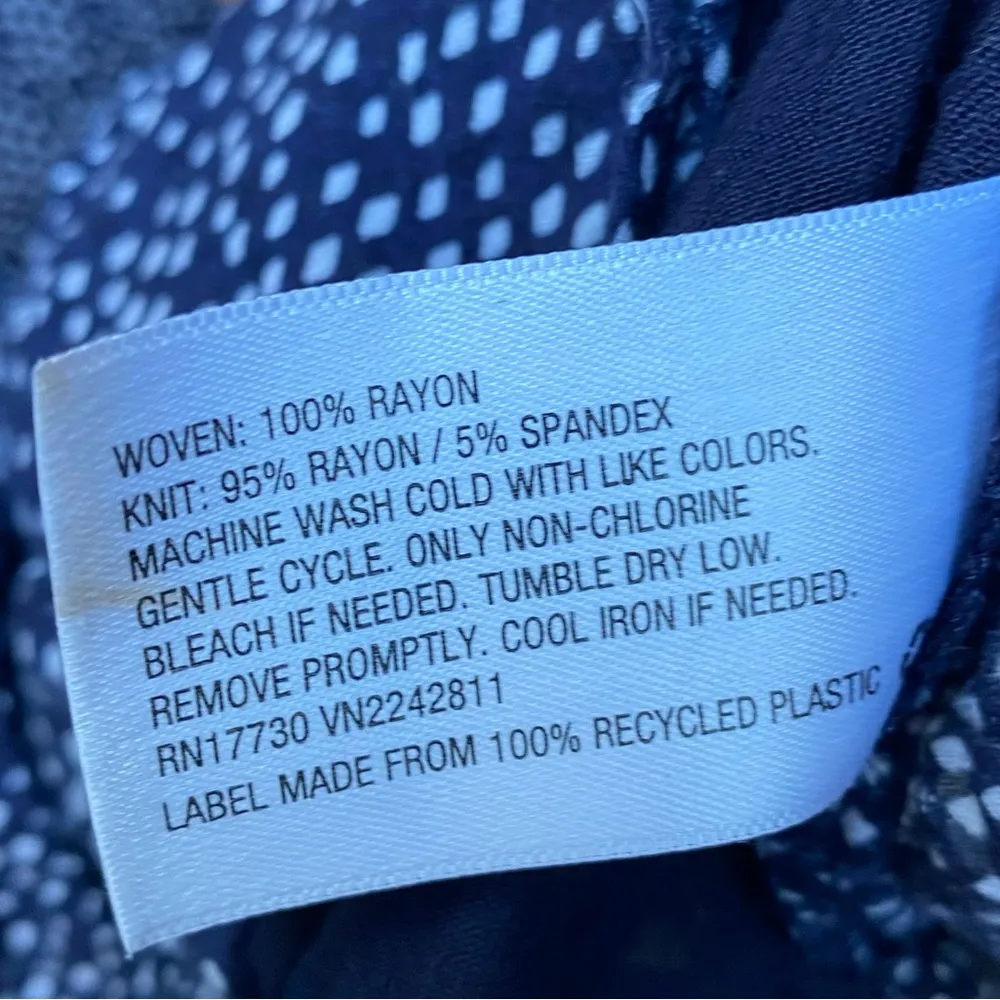 WOVEN: 100% RAYON
KNIT: 95% RAYON / 5% SPANDEX
MACHINE WASH COLD WITH LIKE COLORS.
GENTLE CYCLE. ONLY NON-CHLORINE
BLEACH IF NEEDED. TUMBLE DRY LOW.
REMOVE PROMPTLY. COOL IRON IF NEEDED.
RN17730 VN2242811
LABEL MADE FROM 100% RECYCLED PLASTIC